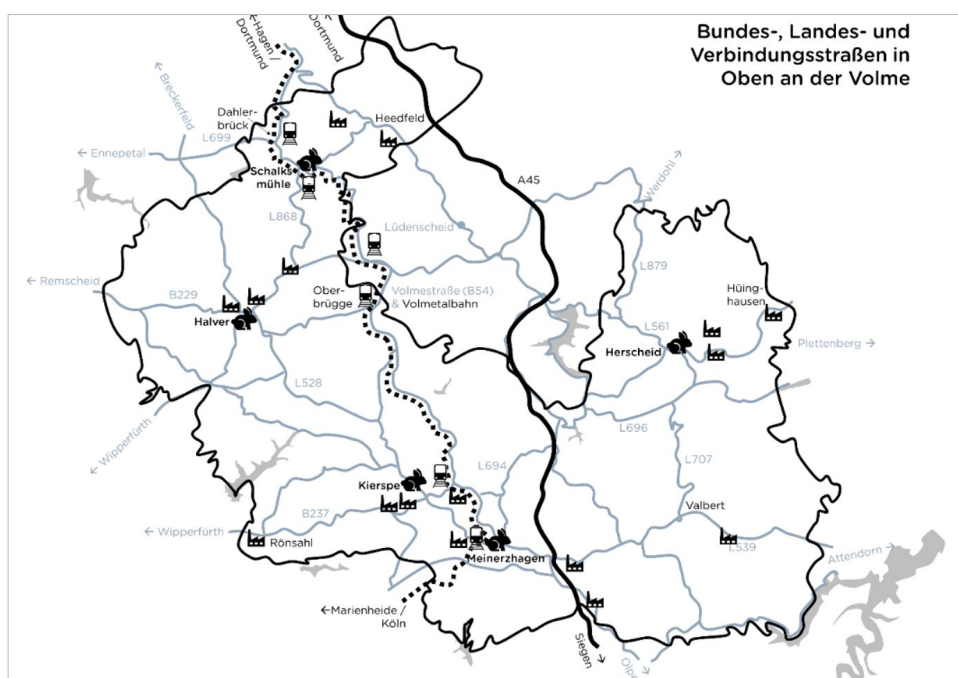 Bundes-, Landes- und
Verbindungsstraßen in
Oben an der Volme
←Hagen /
Dortmund
Dortmund
Breckerfeld
←
Dahler-
brück
Heedfeld
L699
← Ennepetal
Schalks
mühle
A45
Werdohl →
L868
Lüdenscheid
L879
← Remscheid
B229
Ober-
brügge
Volmestraße (B54)
& Volmetalbahn
Hüing-
hausen
Halver
L561
Herscheid
Plettenberg →
L528
← Wipperfürth
L696
L694
L707
Kierspe
B237
Valbert
← Wipperfürth
Rönsahl
L539
Attendorn
→
Meinerzhagen
←Marienheide /
Köln
Siegen
→
Olpe
→